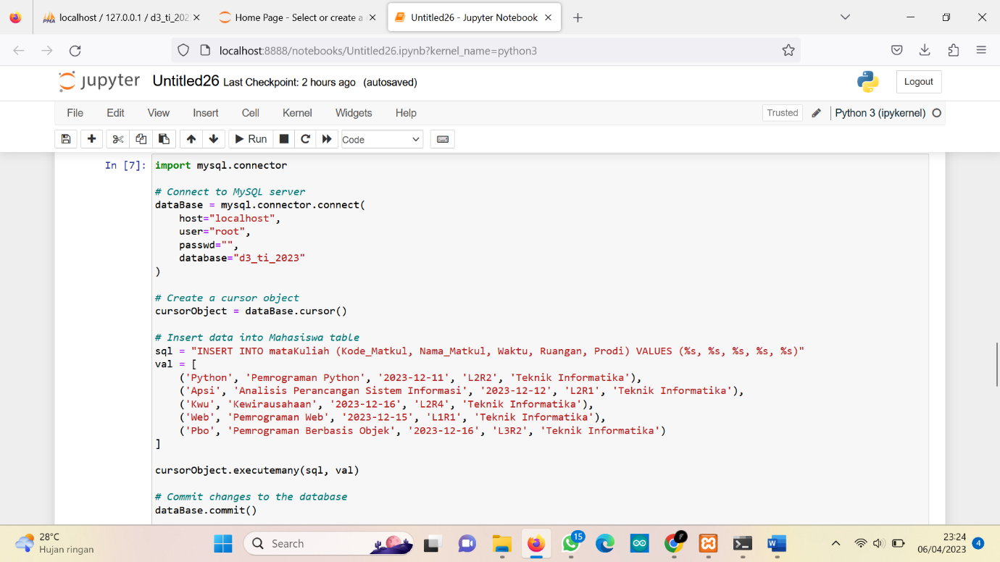 localhost / 127.0.0.1 / d3_ti_202
Home Page - Select or create a
Untitled26 - Jupyter Notebook
localhost:8888/notebooks/Untitled26.ipynb?kernel_name=python3
jupyter Untitled26 Last Checkpoint: 2 hours ago (autosaved)
Logout
File Edit View Insert Cell Kernel Widgets Help
Trusted
Python 3 (ipykernel)
Run
Code
In [7]:
import mysql.connector
# Connect to MySQL server
dataBase = mysql.connector.connect(
    host="localhost",
    user="root",
    passwd="",
    database="d3_ti_2023"
)
# Create a cursor object
cursorObject = dataBase.cursor()
# Insert data into Mahasiswa table
sql = "INSERT INTO mataKuliah (Kode_Matkul, Nama_Matkul, Waktu, Ruangan, Prodi) VALUES (%s, %s, %s, %s, %s)"
val = [
    ('Python', 'Pemrograman Python', '2023-12-11', 'L2R2', 'Teknik Informatika'),
    ('Apsi', 'Analisis Perancangan Sistem Informasi', '2023-12-12', 'L2R1', 'Teknik Informatika'),
    ('Kwu', 'Kewirausahaan', '2023-12-16', 'L2R4', 'Teknik Informatika'),
    ('Web', 'Pemrograman Web', '2023-12-15', 'L1R1', 'Teknik Informatika'),
    ('Pbo', 'Pemrograman Berbasis Objek', '2023-12-16', 'L3R2', 'Teknik Informatika')
]
cursorObject.executemany(sql, val)
# Commit changes to the database
dataBase.commit()
28°C
Hujan ringan
Search
15
23:24
06/04/2023
4